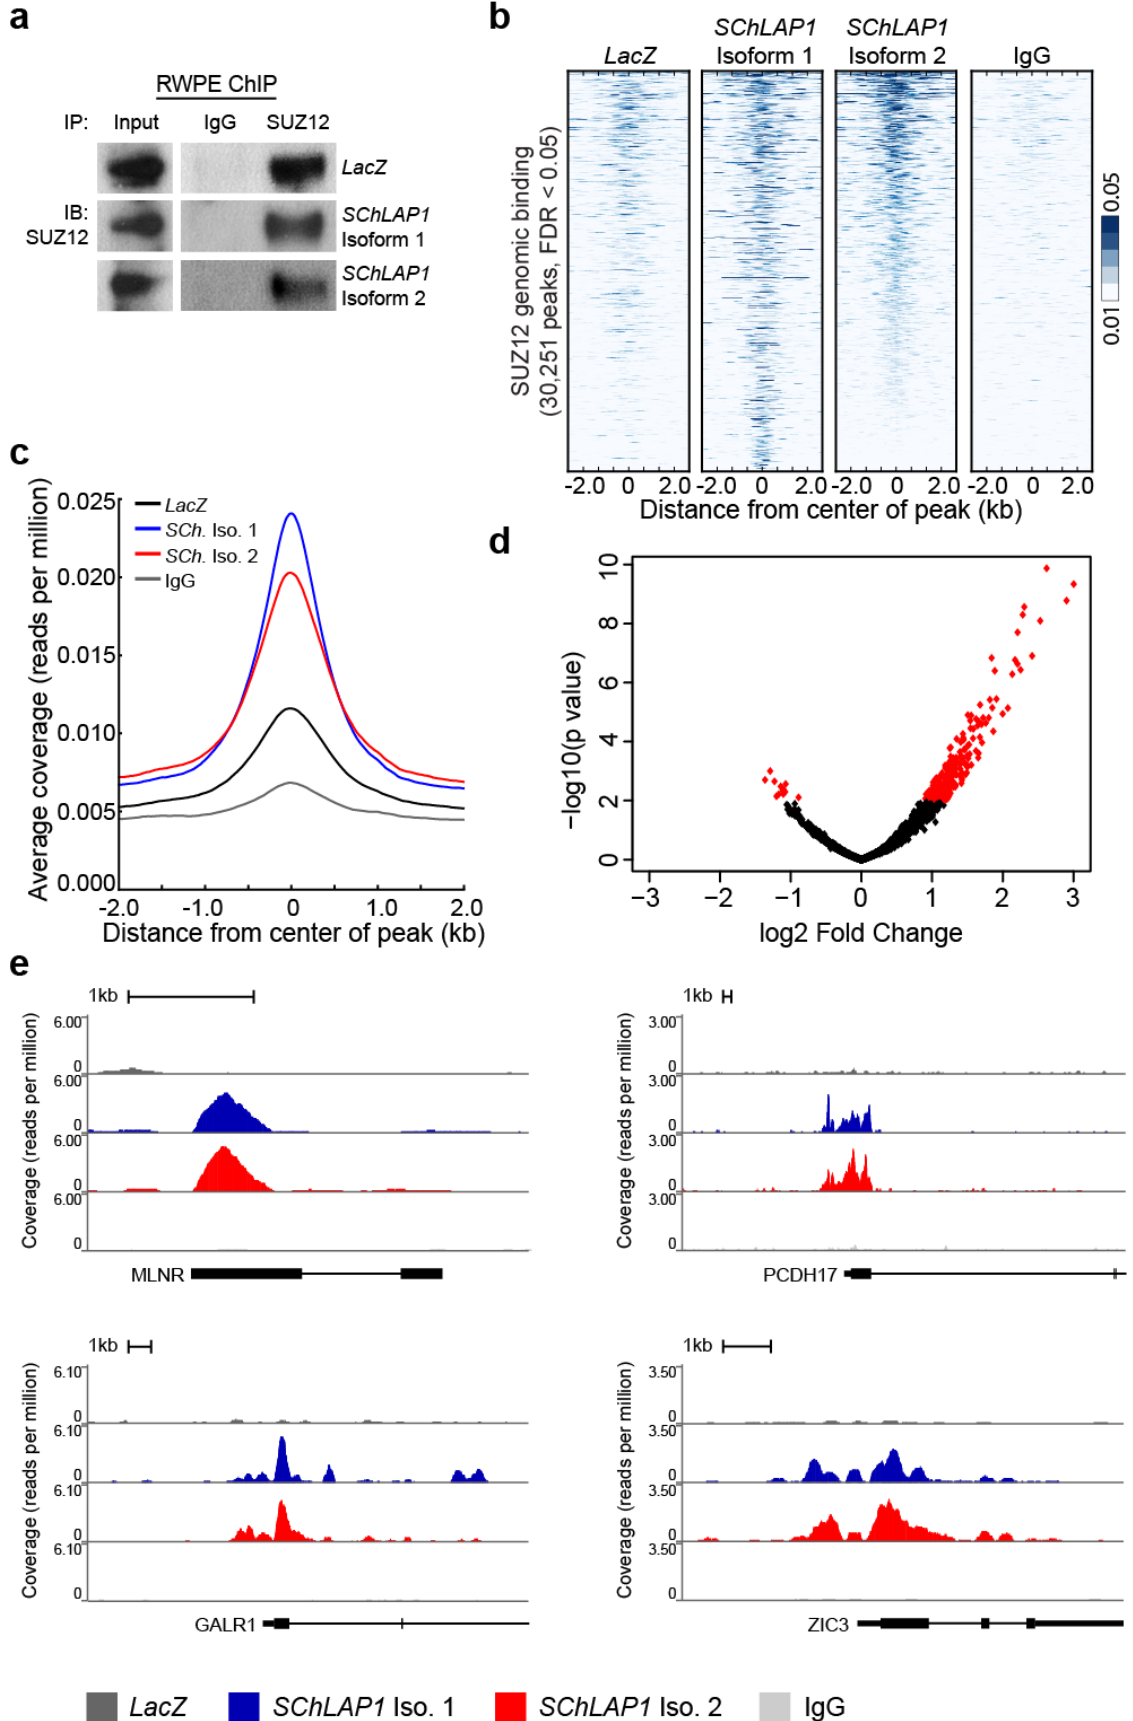 a
RWPE ChIP
IP: Input IgG SUZ12
LacZ
IB:
SUZ12
SChLAP1
Isoform 1
SChLAP1
Isoform 2
b
LacZ
SChLAP1
Isoform 1
SChLAP1
Isoform 2
IgG
SUZ12 genomic binding
(30,251 peaks, FDR < 0.05)
0.05
0.01
-2.0 0 2.0 -2.0 0 2.0 -2.0 0 2.0 -2.0 0 2.0
Distance from center of peak (kb)
c
Average coverage (reads per million)
0.025
0.020
0.015
0.010
0.005
0.000
LacZ
SCh. Iso. 1
SCh. Iso. 2
IgG
-2.0 -1.0 0 1.0 2.0
Distance from center of peak (kb)
d
−log10(p value)
10
8
6
4
2
0
−3 −2 −1 0 1 2 3
log2 Fold Change
e
1kb
Coverage (reads per million)
6.00
0
6.00
0
6.00
0
6.00
0
MLNR
1kb
Coverage (reads per million)
3.00
0
3.00
0
3.00
0
3.00
0
PCDH17
1kb
Coverage (reads per million)
6.10
0
6.10
0
6.10
0
6.10
0
GALR1
1kb
Coverage (reads per million)
3.50
0
3.50
0
3.50
0
3.50
0
ZIC3
LacZ SChLAP1 Iso. 1 SChLAP1 Iso. 2 IgG